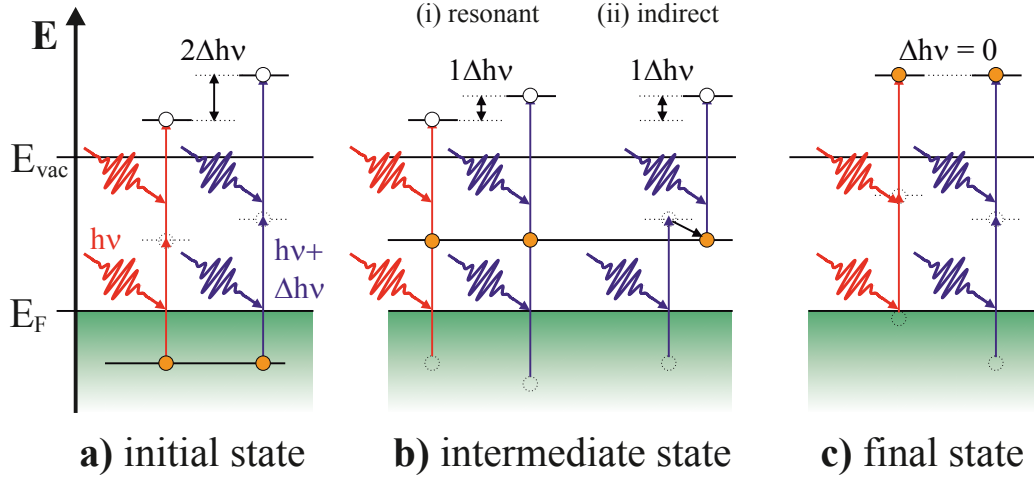 (i) resonant
(ii) indirect
E
2Δhν
1Δhν
1Δhν
Δhν = 0
E_vac
hν
hν+
Δhν
E_F
a) initial state
b) intermediate state
c) final state